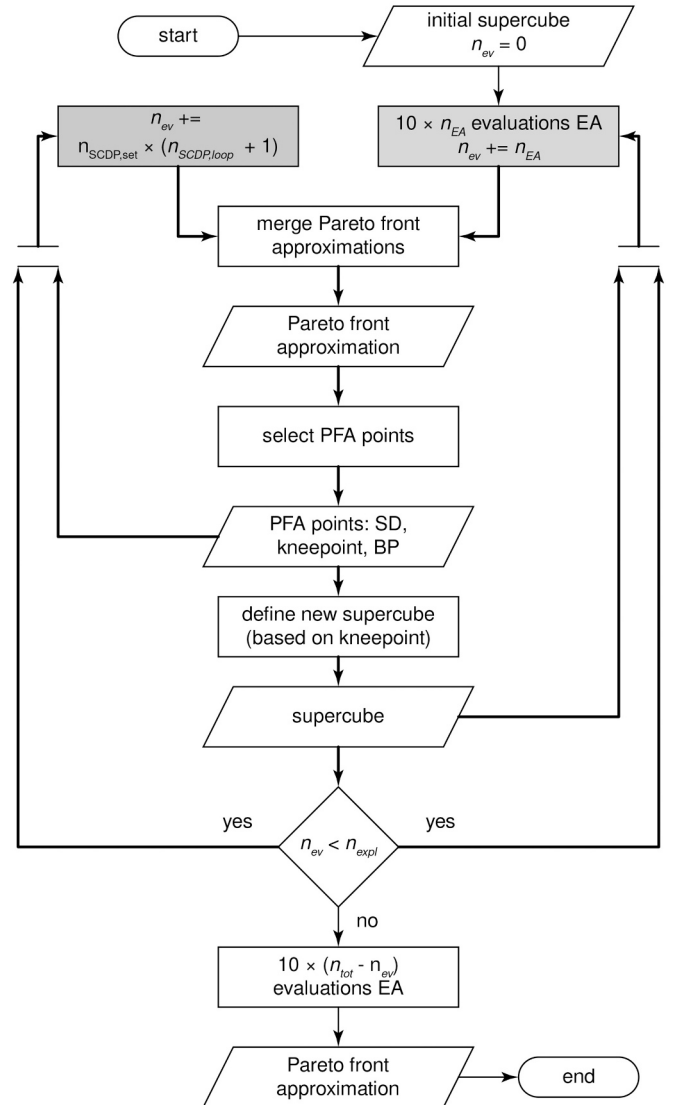 start
initial supercube
n_ev = 0
n_ev +=
n_SCDP,set × (n_SCDP,loop + 1)
10 × n_EA evaluations EA
n_ev += n_EA
merge Pareto front
approximations
Pareto front
approximation
select PFA points
PFA points: SD,
kneepoint, BP
define new supercube
(based on kneepoint)
supercube
yes
n_ev < n_expl
yes
no
10 × (n_tot - n_ev)
evaluations EA
Pareto front
approximation
end